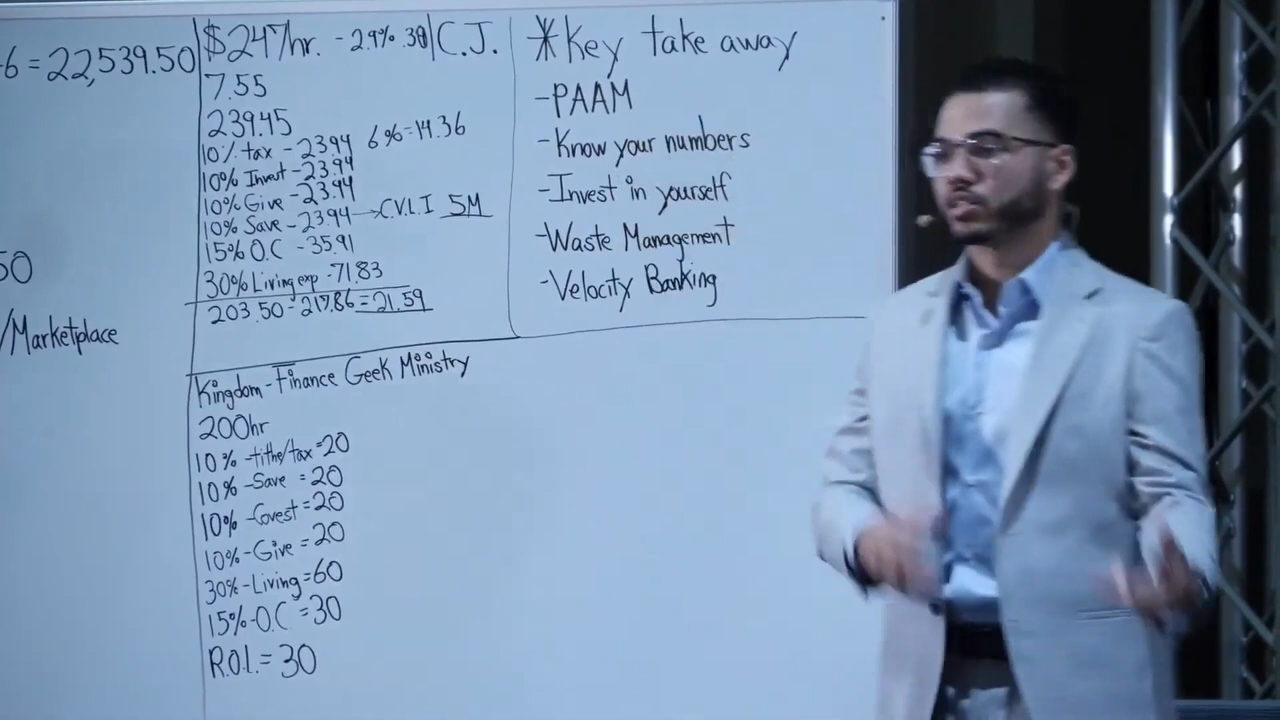 -6 = 22,539.50
50
/Marketplace
$247hr. - 2.9% .30 | C.J.
7.55
239.45
10% tax - 23.94 6% = 14.36
10% Invest - 23.94
10% Give - 23.94
10% Save - 23.94 → C.V.L.I 5M
15% O.C - 35.91
30% Living exp - 71.83
203.50 - 217.86 = 21.59
*Key take away
-PAAM
-Know your numbers
-Invest in yourself
-Waste Management
-Velocity Banking
Kingdom-Finance Geek Ministry
200hr
10% -tithe/tax = 20
10% -Save = 20
10% -Covest = 20
10% -Give = 20
30% -Living = 60
15% -O.C = 30
R.O.I. = 30